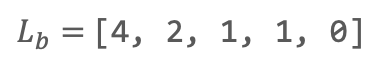 L_b = [4, 2, 1, 1, 0]